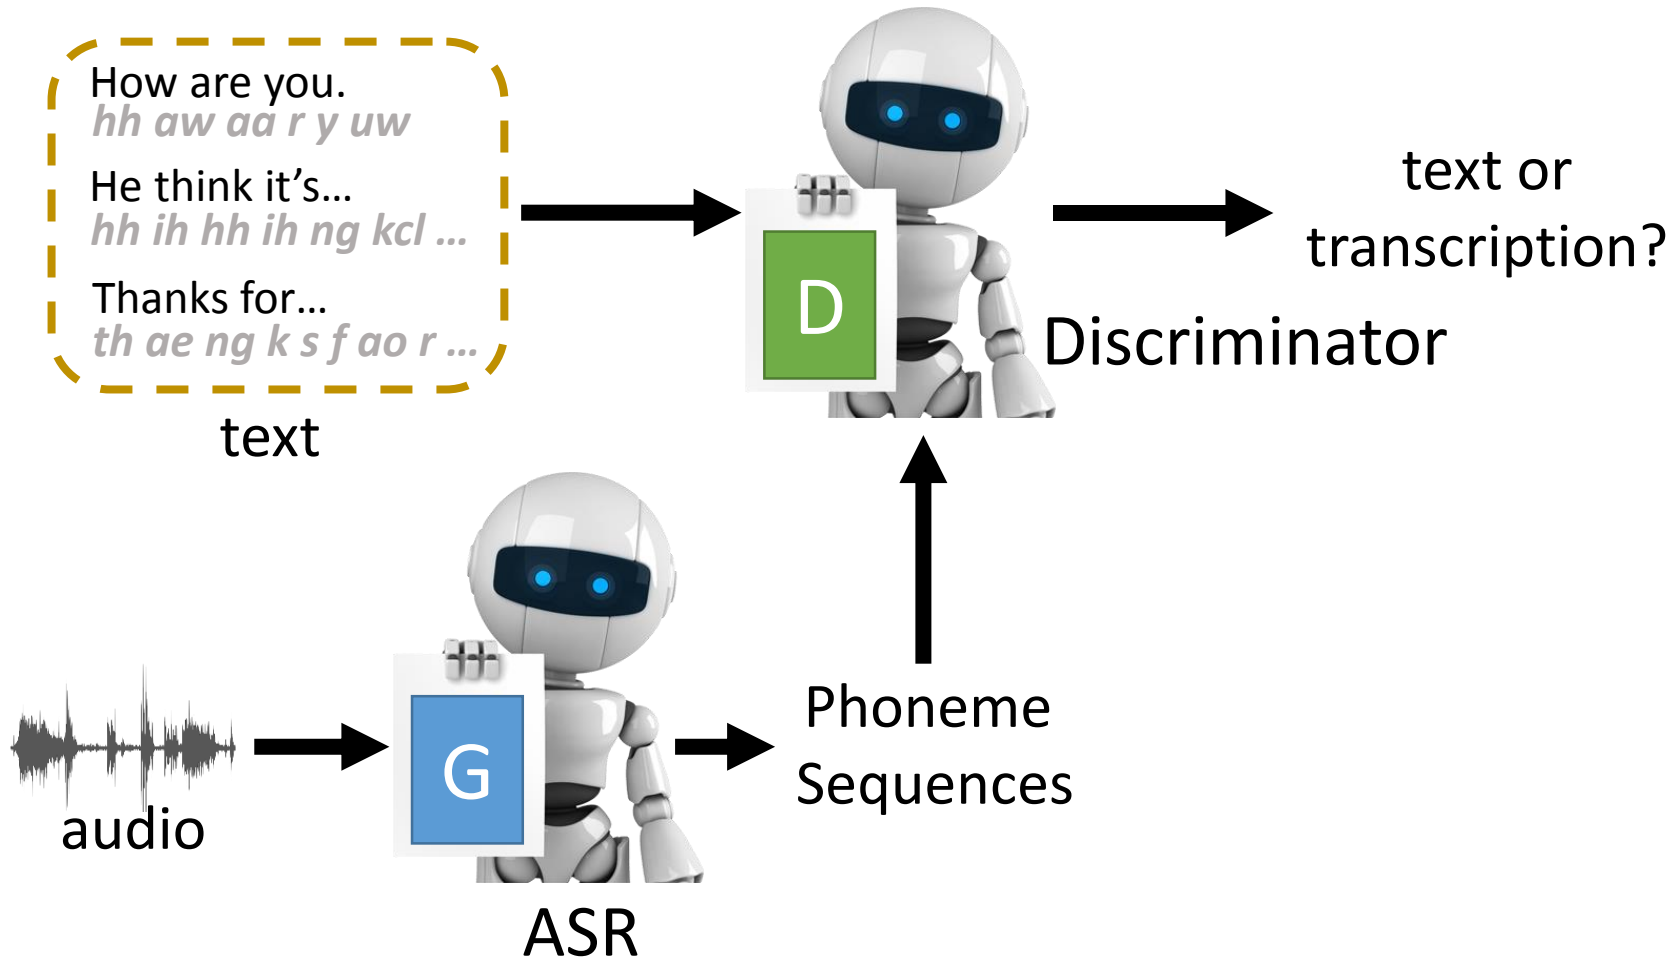 How are you.
hh aw aa r y uw
He think it's...
hh ih hh ih ng kcl ...
Thanks for...
th ae ng k s f ao r ...
text
D
text or
transcription?
Discriminator
audio
G
ASR
Phoneme
Sequences